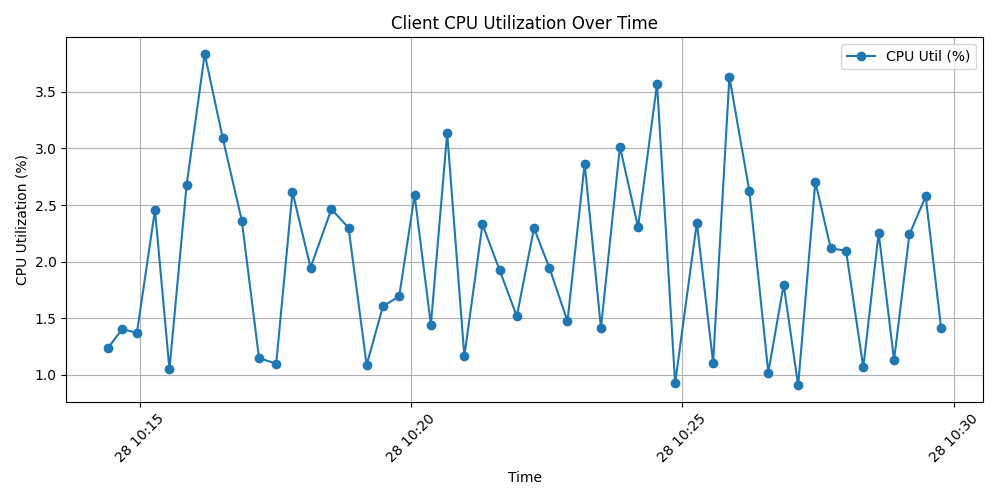 Client CPU Utilization Over Time
CPU Util (%)
CPU Utilization (%)
3.5
3.0
2.5
2.0
1.5
1.0
28 10:15
28 10:20
28 10:25
28 10:30
Time